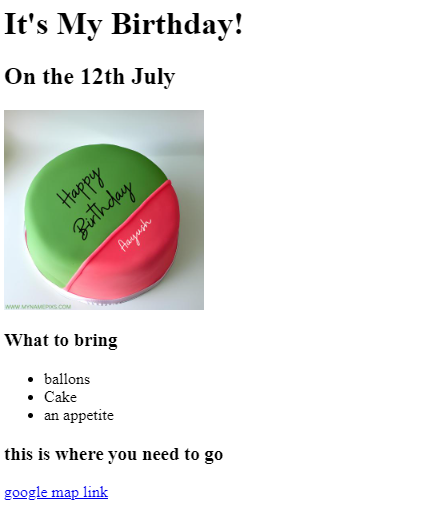 It's My Birthday!
On the 12th July
Happy
Birthday
Aayush
WWW.MYNAMEPIXS.COM
What to bring
ballons
Cake
an appetite
this is where you need to go
google map link